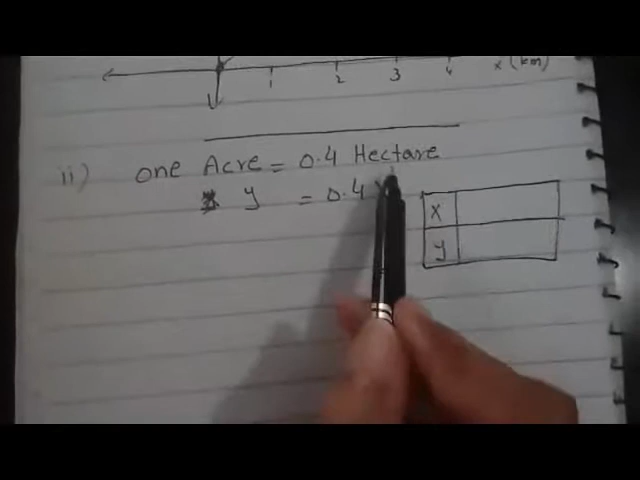 1 2 3 4 x (km)
ii) one Acre = 0.4 Hectare
y = 0.4 x
x
y